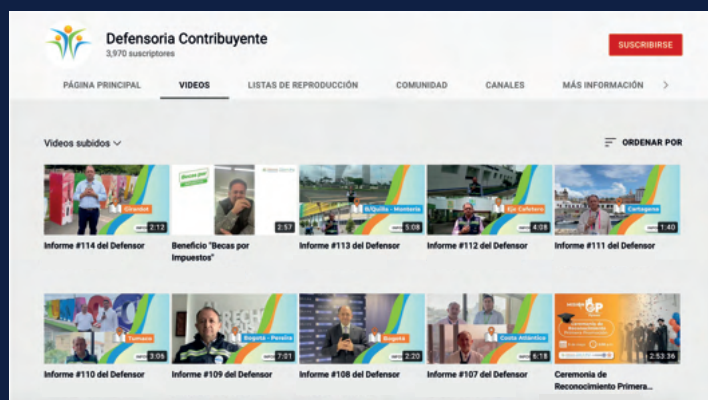 Defensoria Contribuyente
3,970 suscriptores
SUSCRIBIRSE
PÁGINA PRINCIPAL
VIDEOS
LISTAS DE REPRODUCCIÓN
COMUNIDAD
CANALES
MÁS INFORMACIÓN
Videos subidos
ORDENAR POR
Girardot
2:12
Becas por
2:57
B/Quilla - Montería
5:08
Eje Cafetero
4:08
Cartagena
1:40
Informe #114 del Defensor
Beneficio "Becas por
Impuestos"
Informe #113 del Defensor
Informe #112 del Defensor
Informe #111 del Defensor
Tumaco
3:06
Bogotá - Pereira
7:01
Bogotá
2:20
Costa Atlántica
6:18
Ceremonia de
Reconocimiento
2:53:36
Informe #110 del Defensor
Informe #109 del Defensor
Informe #108 del Defensor
Informe #107 del Defensor
Ceremonia de
Reconocimiento Primera...